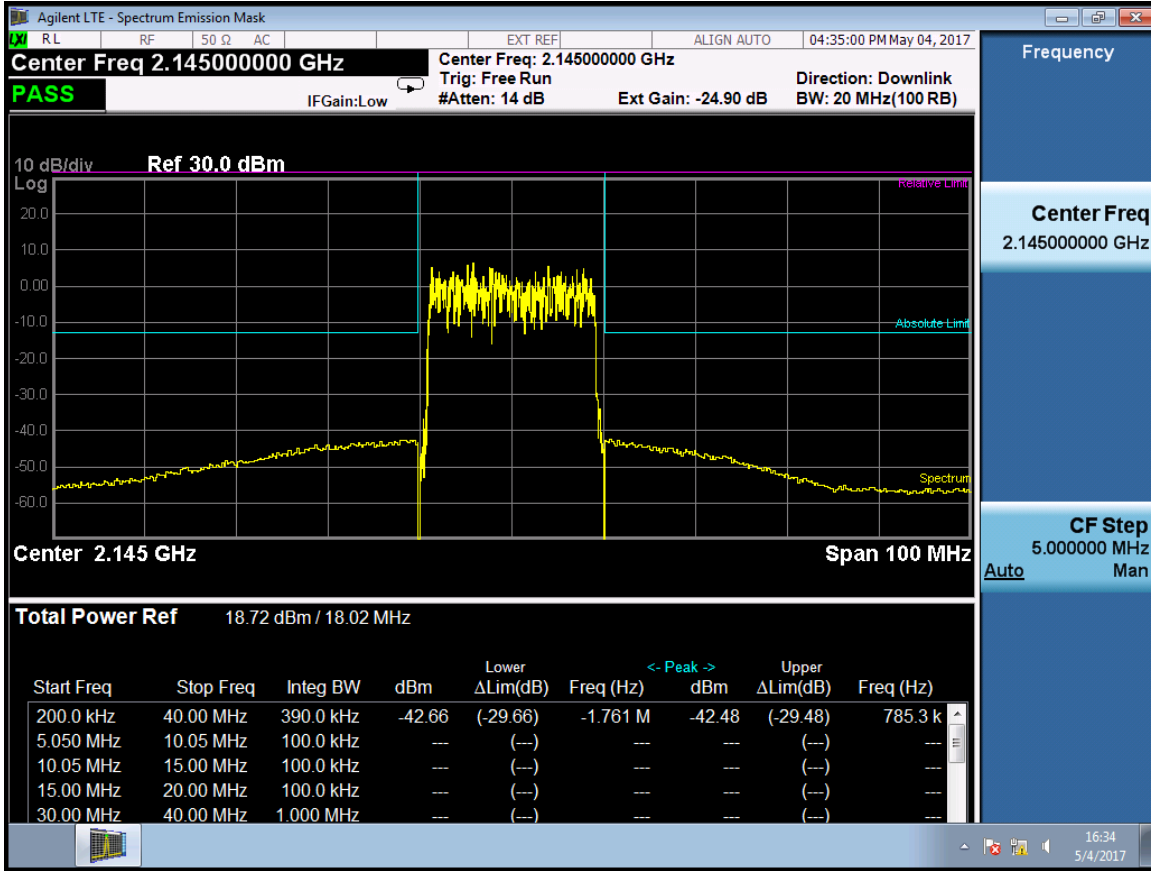 Agilent LTE - Spectrum Emission Mask
LXI RL RF 50 Ω AC EXT REF ALIGN AUTO 04:35:00 PM May 04, 2017
Center Freq 2.145000000 GHz
Center Freq: 2.145000000 GHz
Trig: Free Run Direction: Downlink
PASS IFGain:Low #Atten: 14 dB Ext Gain: -24.90 dB BW: 20 MHz(100 RB)
10 dB/div Ref 30.0 dBm
Log
Relative Limit
20.0
10.0
0.00
-10.0
Absolute Limit
-20.0
-30.0
-40.0
-50.0
Spectrum
-60.0
Center 2.145 GHz Span 100 MHz
Total Power Ref 18.72 dBm / 18.02 MHz
Lower <- Peak -> Upper
Start Freq Stop Freq Integ BW dBm ΔLim(dB) Freq (Hz) dBm ΔLim(dB) Freq (Hz)
200.0 kHz 40.00 MHz 390.0 kHz -42.66 (-29.66) -1.761 M -42.48 (-29.48) 785.3 k
5.050 MHz 10.05 MHz 100.0 kHz --- (---) --- --- (---) ---
10.05 MHz 15.00 MHz 100.0 kHz --- (---) --- --- (---) ---
15.00 MHz 20.00 MHz 100.0 kHz --- (---) --- --- (---) ---
30.00 MHz 40.00 MHz 1.000 MHz --- (---) --- --- (---) ---
Frequency
Center Freq
2.145000000 GHz
CF Step
5.000000 MHz
Auto Man
16:34
5/4/2017